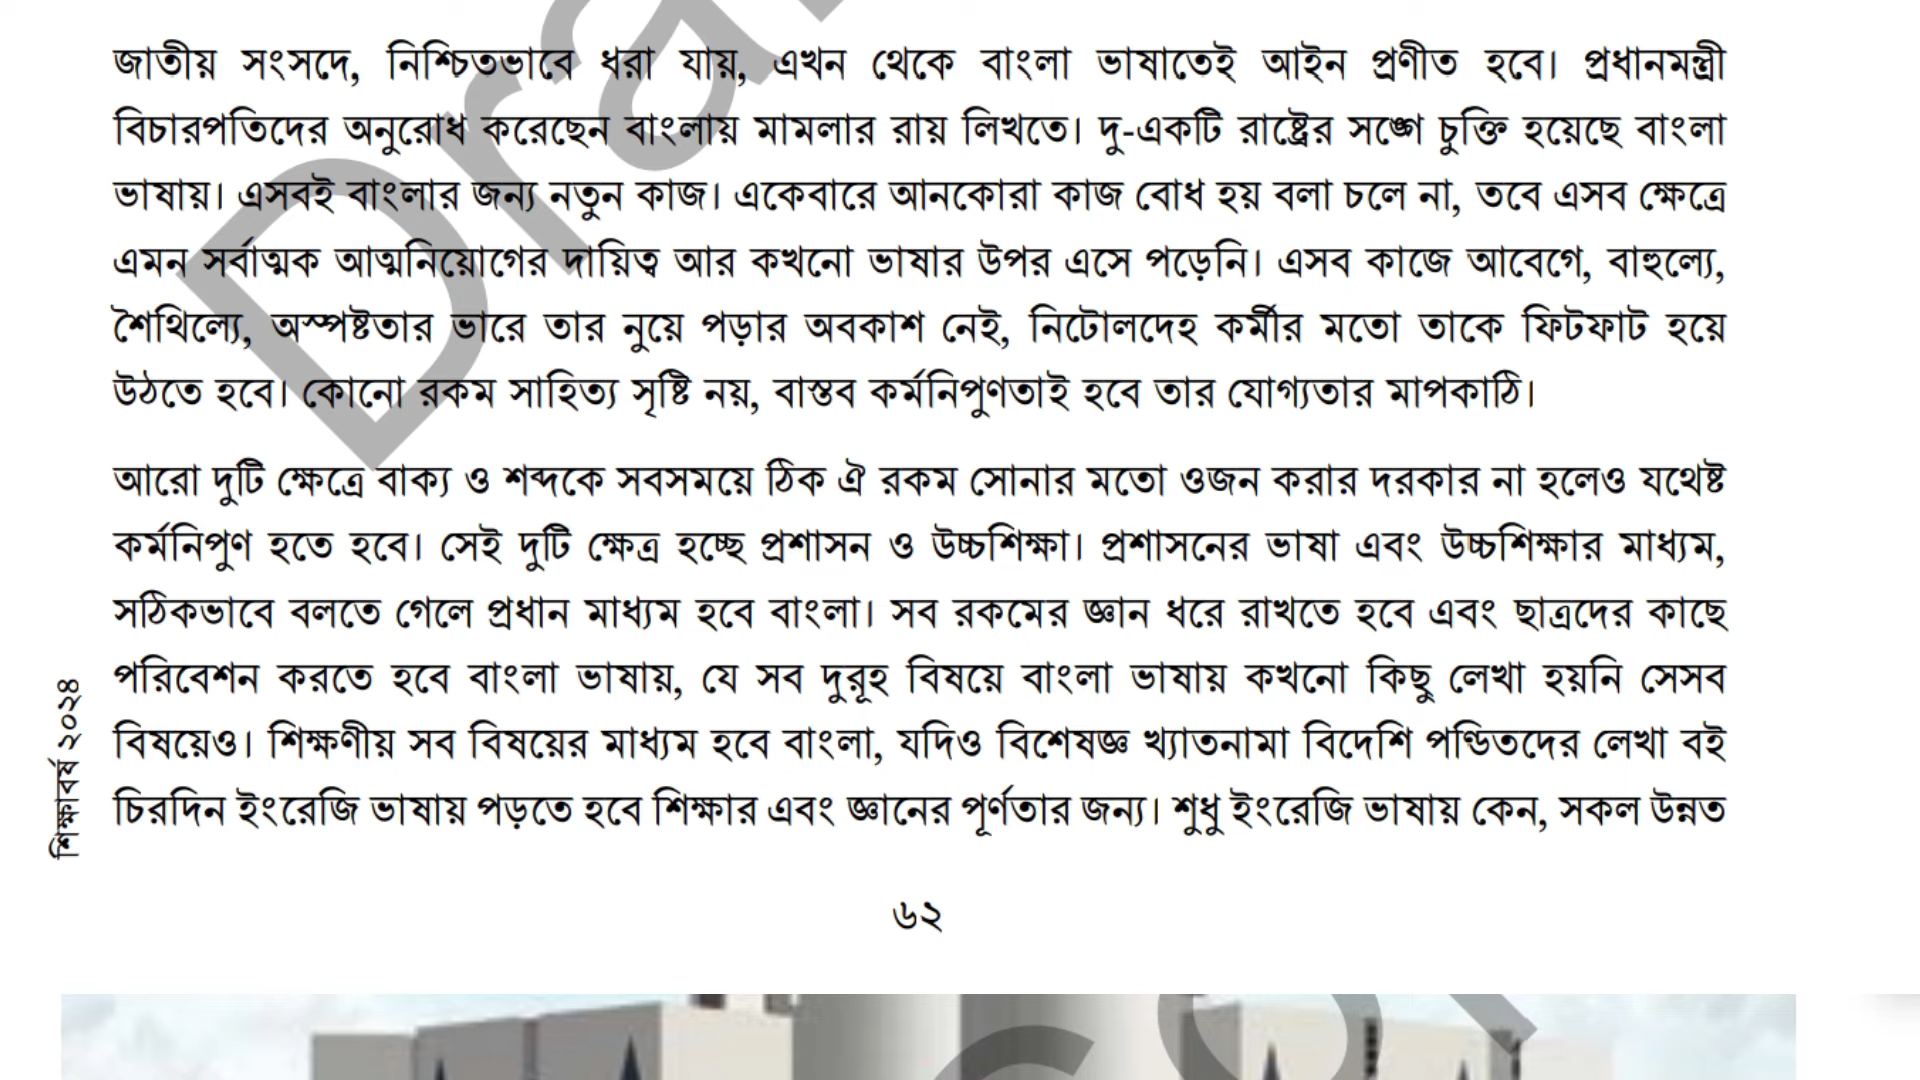 জাতীয় সংসদে, নিশ্চিতভাবে ধরা যায়, এখন থেকে বাংলা ভাষাতেই আইন প্রণীত হবে। প্রধানমন্ত্রী
বিচারপতিদের অনুরোধ করেছেন বাংলায় মামলার রায় লিখতে। দু-একটি রাষ্ট্রের সঙ্গে চুক্তি হয়েছে বাংলা
ভাষায়। এসবই বাংলার জন্য নতুন কাজ। একেবারে আনকোরা কাজ বোধ হয় বলা চলে না, তবে এসব ক্ষেত্রে
এমন সর্বাত্মক আত্মনিয়োগের দায়িত্ব আর কখনো ভাষার উপর এসে পড়েনি। এসব কাজে আবেগে, বাহুল্যে,
শৈথিল্যে, অস্পষ্টতার ভারে তার নুয়ে পড়ার অবকাশ নেই, নিটোলদেহ কর্মীর মতো তাকে ফিটফাট হয়ে
উঠতে হবে। কোনো রকম সাহিত্য সৃষ্টি নয়, বাস্তব কর্মনিপুণতাই হবে তার যোগ্যতার মাপকাঠি।
আরো দুটি ক্ষেত্রে বাক্য ও শব্দকে সবসময়ে ঠিক ঐ রকম সোনার মতো ওজন করার দরকার না হলেও যথেষ্ট
কর্মনিপুণ হতে হবে। সেই দুটি ক্ষেত্র হচ্ছে প্রশাসন ও উচ্চশিক্ষা। প্রশাসনের ভাষা এবং উচ্চশিক্ষার মাধ্যম,
সঠিকভাবে বলতে গেলে প্রধান মাধ্যম হবে বাংলা। সব রকমের জ্ঞান ধরে রাখতে হবে এবং ছাত্রদের কাছে
পরিবেশন করতে হবে বাংলা ভাষায়, যে সব দুরূহ বিষয়ে বাংলা ভাষায় কখনো কিছু লেখা হয়নি সেসব
বিষয়েও। শিক্ষণীয় সব বিষয়ের মাধ্যম হবে বাংলা, যদিও বিশেষজ্ঞ খ্যাতনামা বিদেশি পণ্ডিতদের লেখা বই
চিরদিন ইংরেজি ভাষায় পড়তে হবে শিক্ষার এবং জ্ঞানের পূর্ণতার জন্য। শুধু ইংরেজি ভাষায় কেন, সকল উন্নত
শিক্ষাবর্ষ ২০২৪
৬২